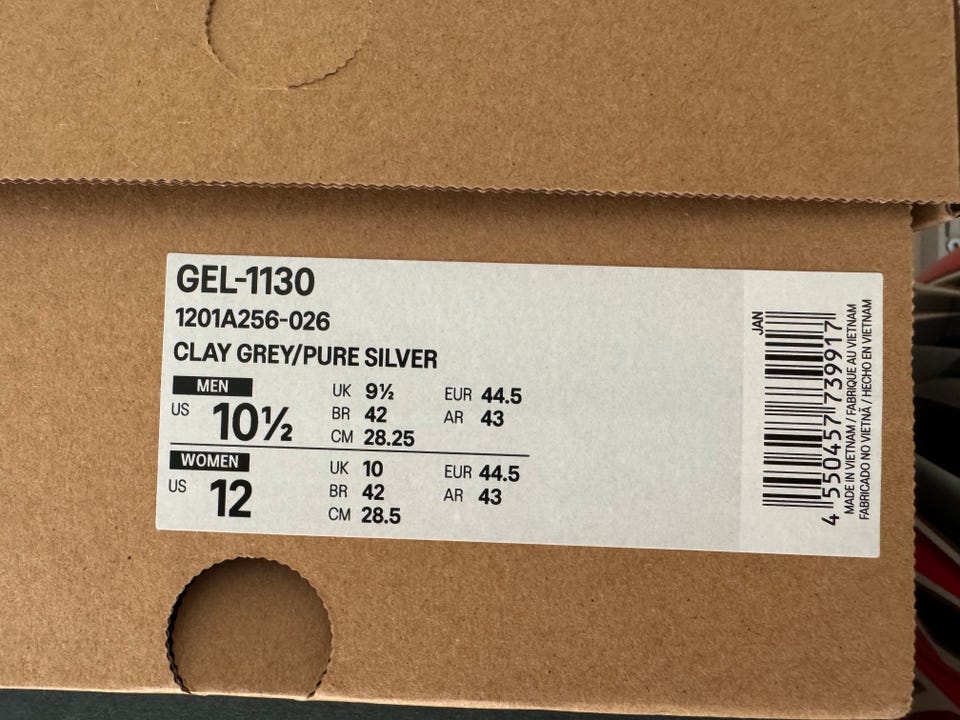 GEL-1130
1201A256-026
CLAY GREY/PURE SILVER
MEN
US 10½
UK 9½ EUR 44.5
BR 42 AR 43
CM 28.25
WOMEN
US 12
UK 10 EUR 44.5
BR 42 AR 43
CM 28.5
JAN
4 550457 739917
MADE IN VIETNAM / FABRIQUE AU VIETNAM
FABRICADO NO VIETNÃ / HECHO EN VIETNAM